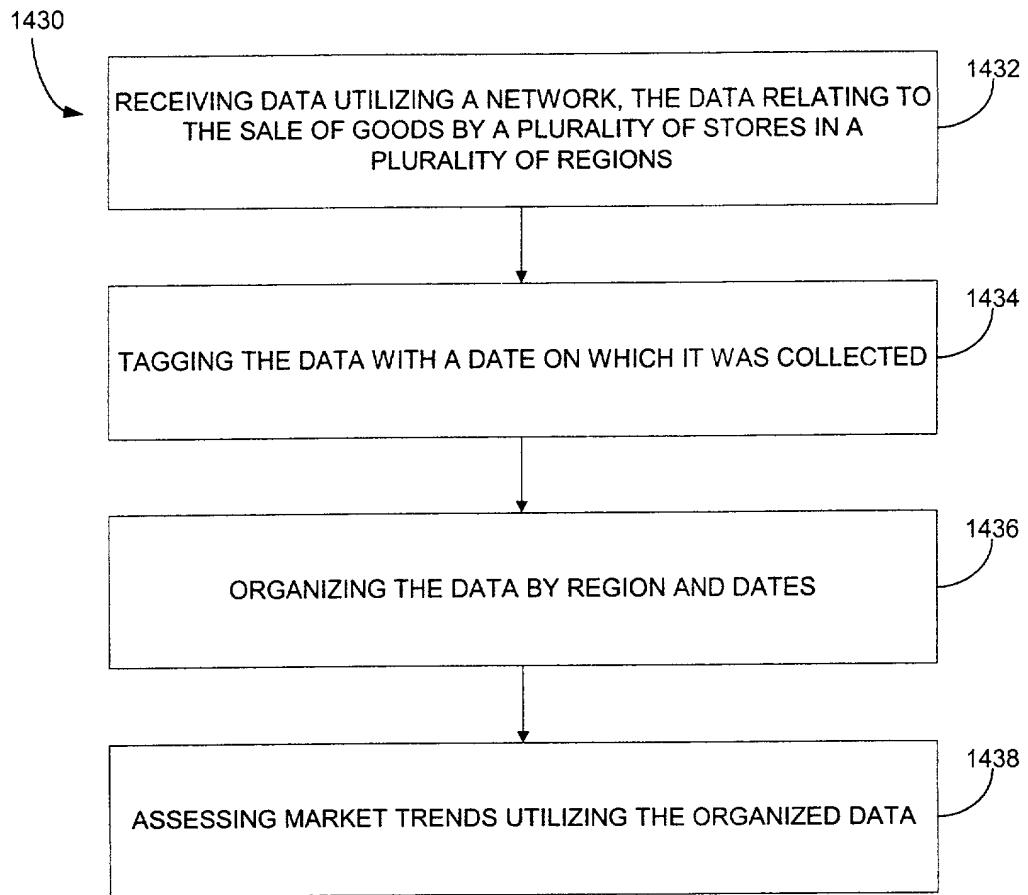 1430
1432
RECEIVING DATA UTILIZING A NETWORK, THE DATA RELATING TO
THE SALE OF GOODS BY A PLURALITY OF STORES IN A
PLURALITY OF REGIONS
1434
TAGGING THE DATA WITH A DATE ON WHICH IT WAS COLLECTED
1436
ORGANIZING THE DATA BY REGION AND DATES
1438
ASSESSING MARKET TRENDS UTILIZING THE ORGANIZED DATA